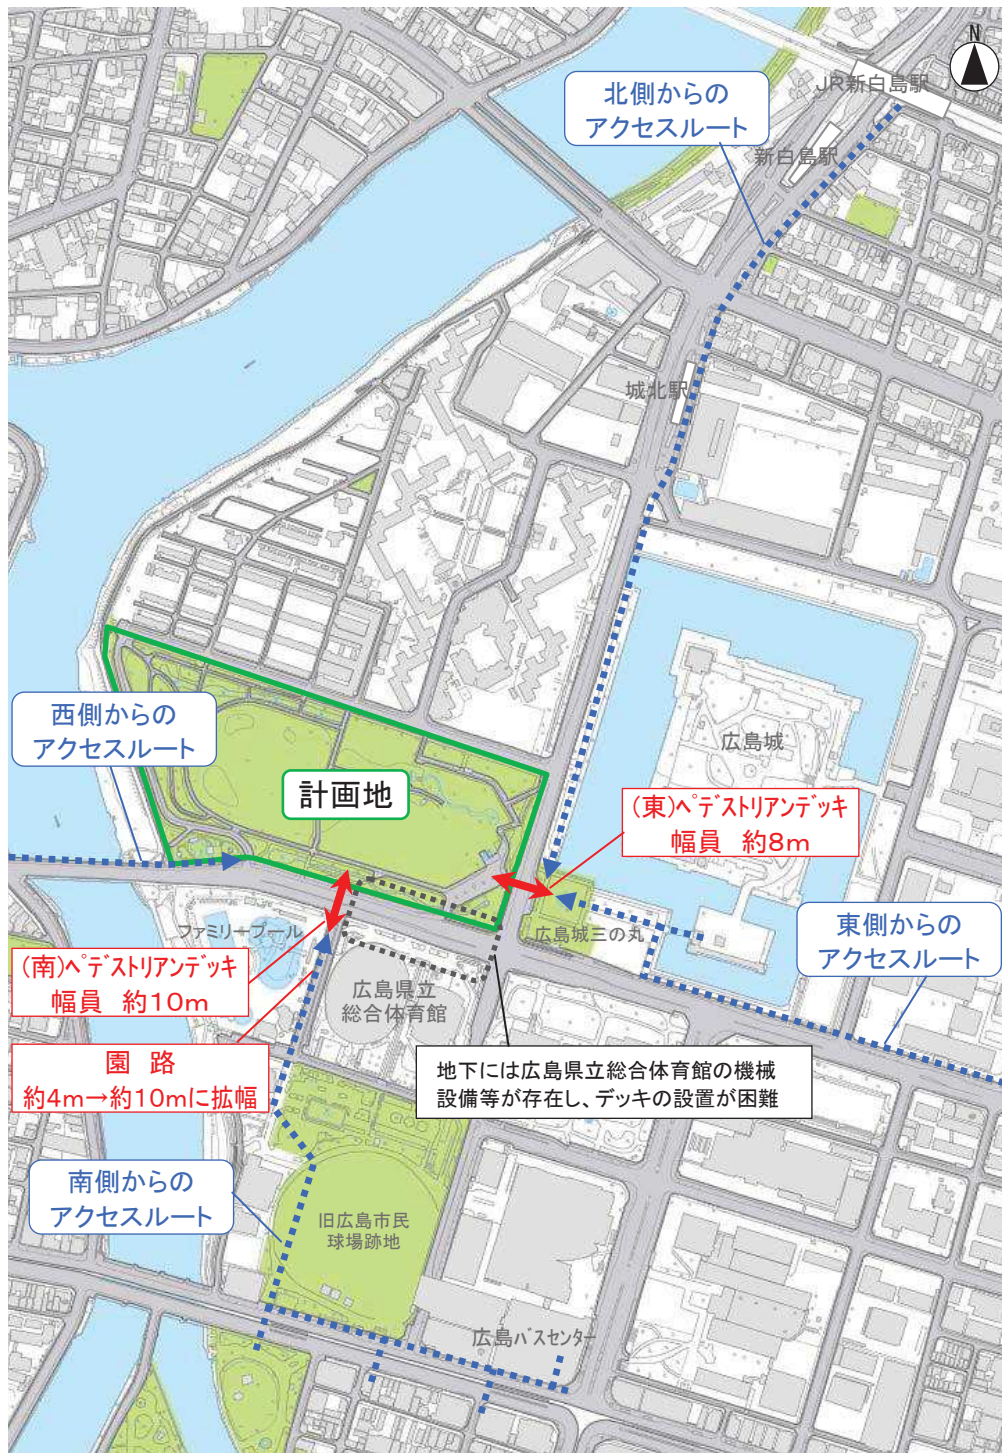 N
JR新白島駅
北側からの
アクセスルート
新白島駅
城北駅
西側からの
アクセスルート
広島城
計画地
(東)ペデストリアンデッキ
幅員 約8m
広島城三の丸
東側からの
アクセスルート
ファミリープール
(南)ペデストリアンデッキ
幅員 約10m
広島県立
総合体育館
園 路
約4m→約10mに拡幅
地下には広島県立総合体育館の機械
設備等が存在し、デッキの設置が困難
南側からの
アクセスルート
旧広島市民
球場跡地
広島バスセンター